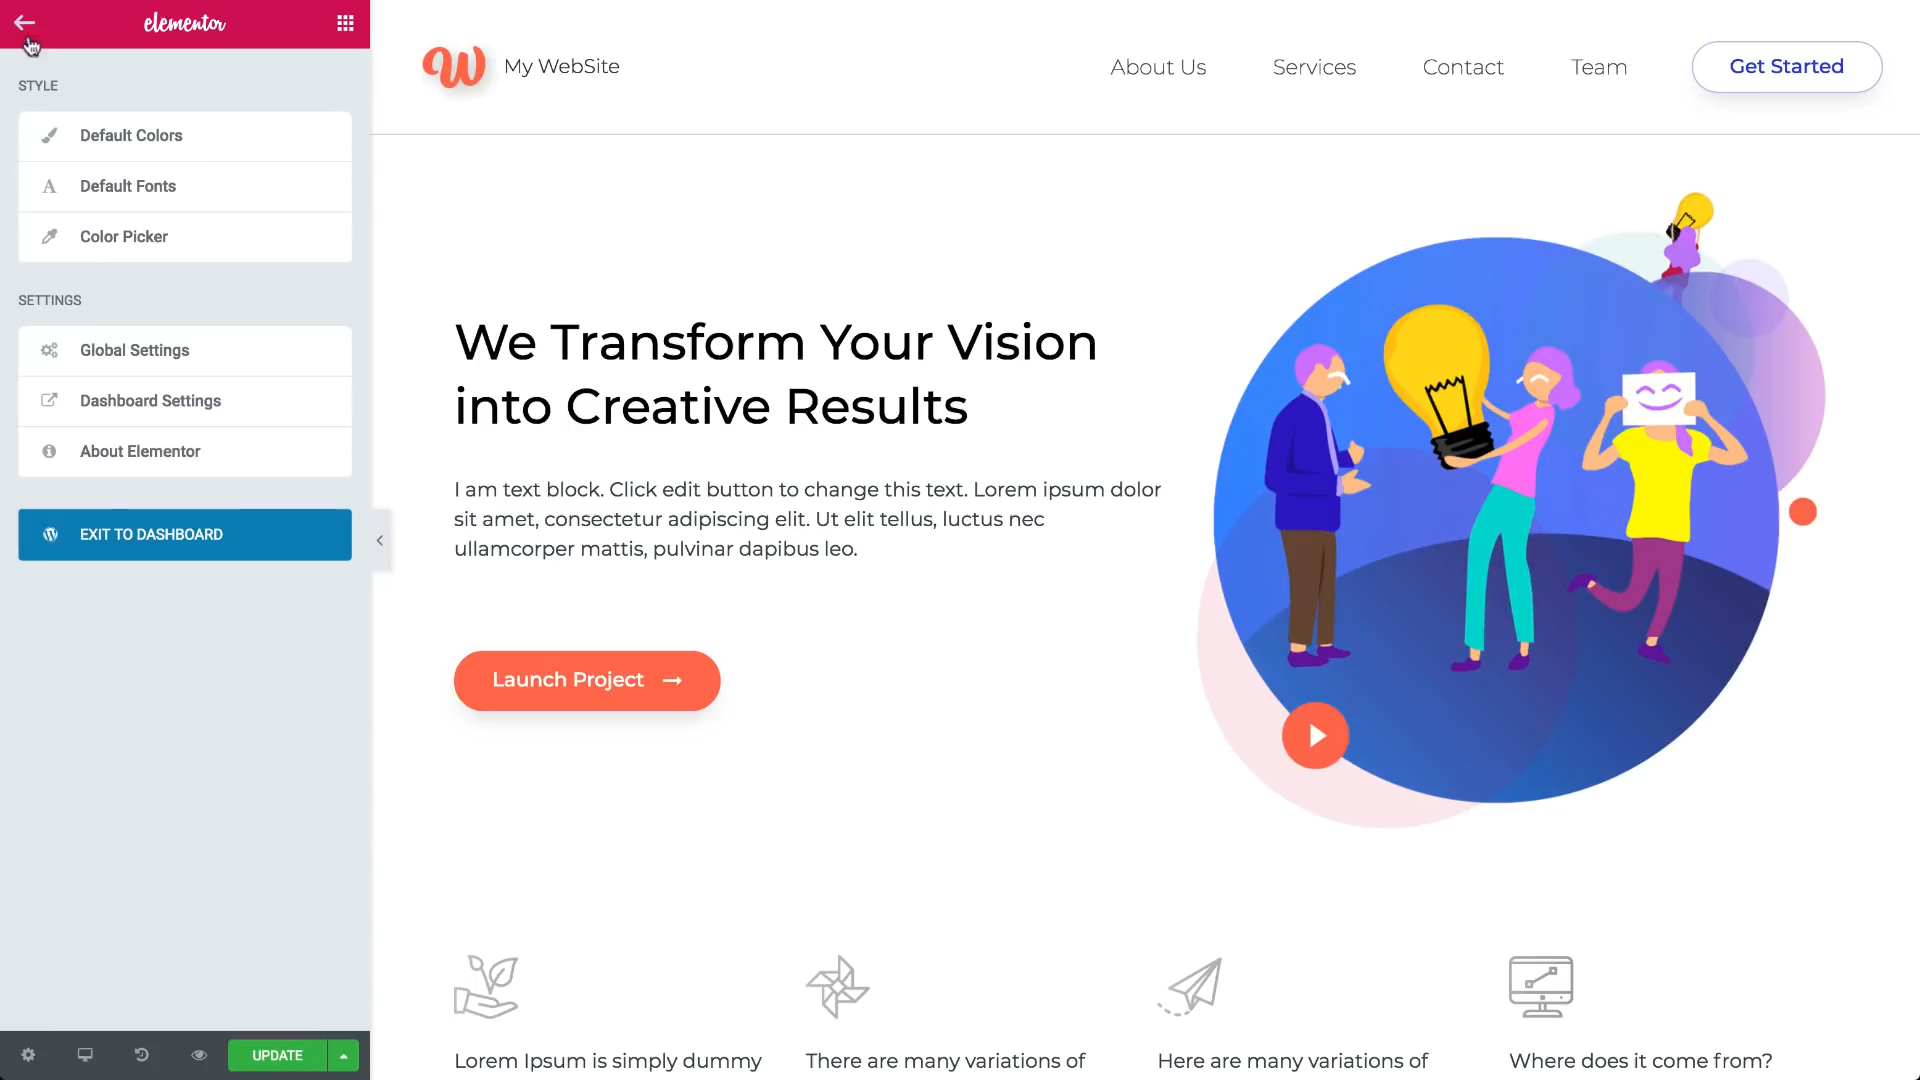 elementor
STYLE
Default Colors
Default Fonts
Color Picker
SETTINGS
Global Settings
Dashboard Settings
About Elementor
EXIT TO DASHBOARD
UPDATE
W My WebSite
About Us Services Contact Team Get Started
We Transform Your Vision
into Creative Results
I am text block. Click edit button to change this text. Lorem ipsum dolor
sit amet, consectetur adipiscing elit. Ut elit tellus, luctus nec
ullamcorper mattis, pulvinar dapibus leo.
Launch Project →
Lorem Ipsum is simply dummy
There are many variations of
Here are many variations of
Where does it come from?